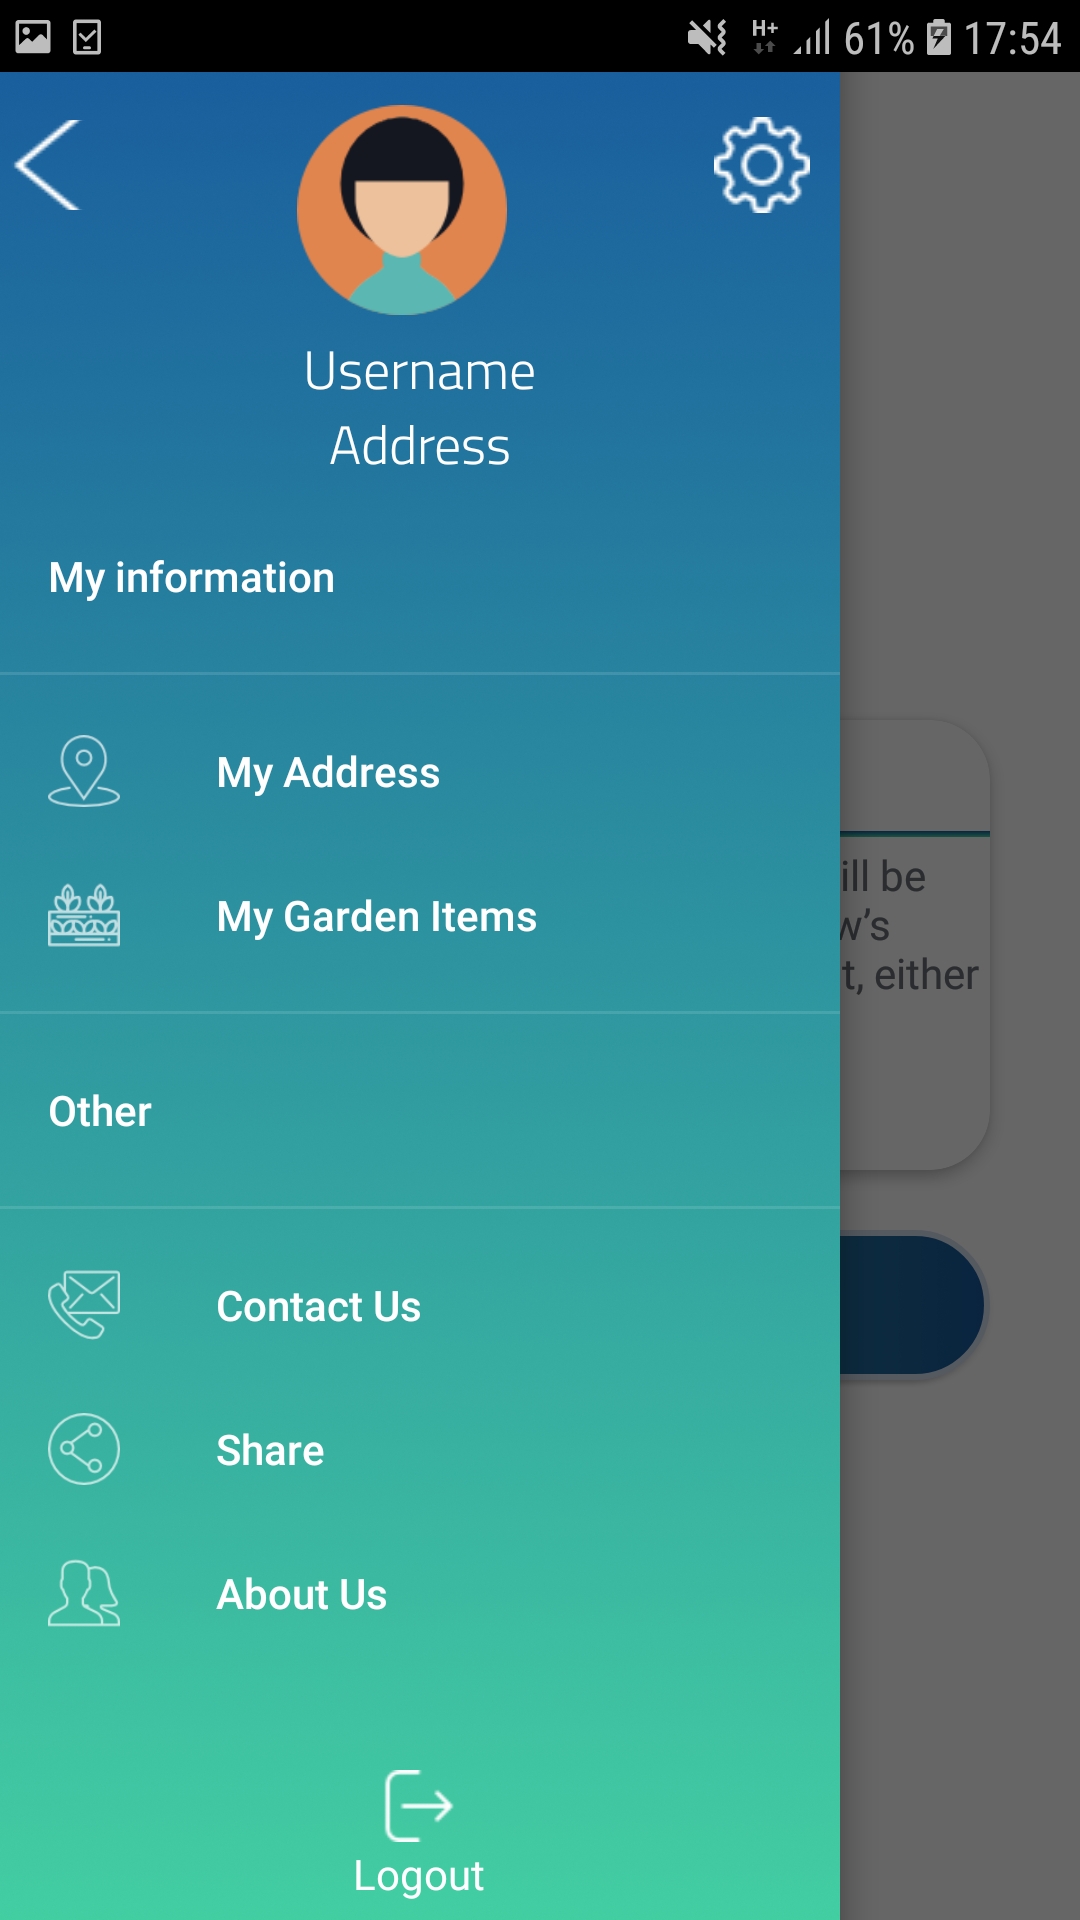 H+ 61% 17:54
Username
Address
My information
My Address
My Garden Items
ill be
w’s
t, either
Other
Contact Us
Share
About Us
Logout